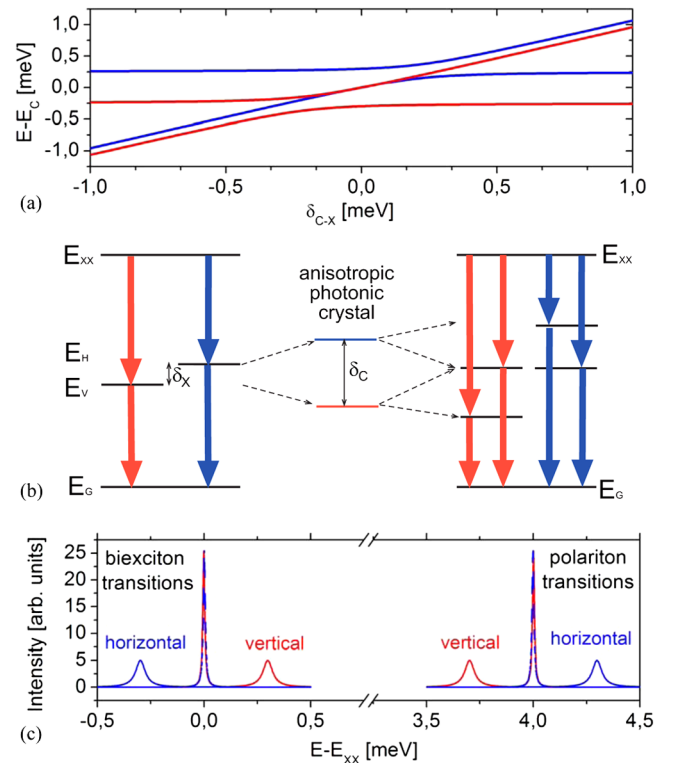 1,0
0,5
0,0
-0,5
-1,0
E-E_C [meV]
-1,0 -0,5 0,0 0,5 1,0
δ_C-X [meV]
(a)
E_XX
E_XX
anisotropic
photonic
crystal
E_H
δ_X
δ_C
E_V
E_G
E_G
(b)
25
20
15
10
5
0
Intensity [arb. units]
biexciton
transitions
polariton
transitions
horizontal
vertical
vertical
horizontal
-0,5 0,0 0,5 3,5 4,0 4,5
E-E_XX [meV]
(c)